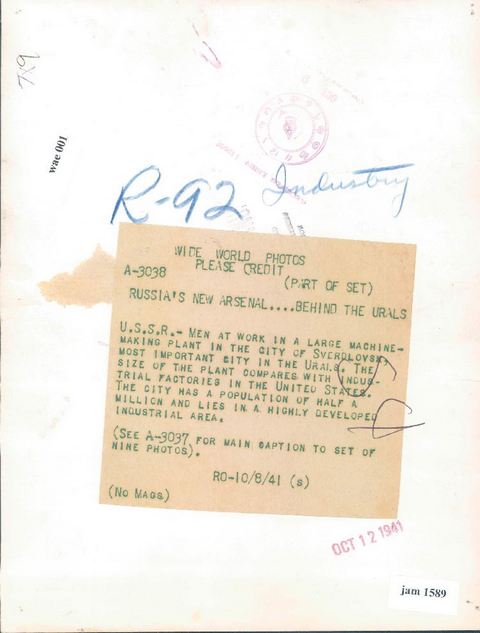 7x9
wae 001
R-92 Industry
WIDE WORLD PHOTOS
PLEASE CREDIT
A-3038
(PART OF SET)
RUSSIA'S NEW ARSENAL....BEHIND THE URALS
U.S.S.R.- MEN AT WORK IN A LARGE MACHINE-
MAKING PLANT IN THE CITY OF SVERDLOVSK,
MOST IMPORTANT CITY IN THE URALS. THE
SIZE OF THE PLANT COMPARES WITH INDUS-
TRIAL FACTORIES IN THE UNITED STATES.
THE CITY HAS A POPULATION OF HALF A
MILLION AND LIES IN A HIGHLY DEVELOPED
INDUSTRIAL AREA.
(SEE A-3037 FOR MAIN CAPTION TO SET OF
NINE PHOTOS).
RO-10/8/41 (S)
(NO MAGS)
OCT 12 1941
jam 1589